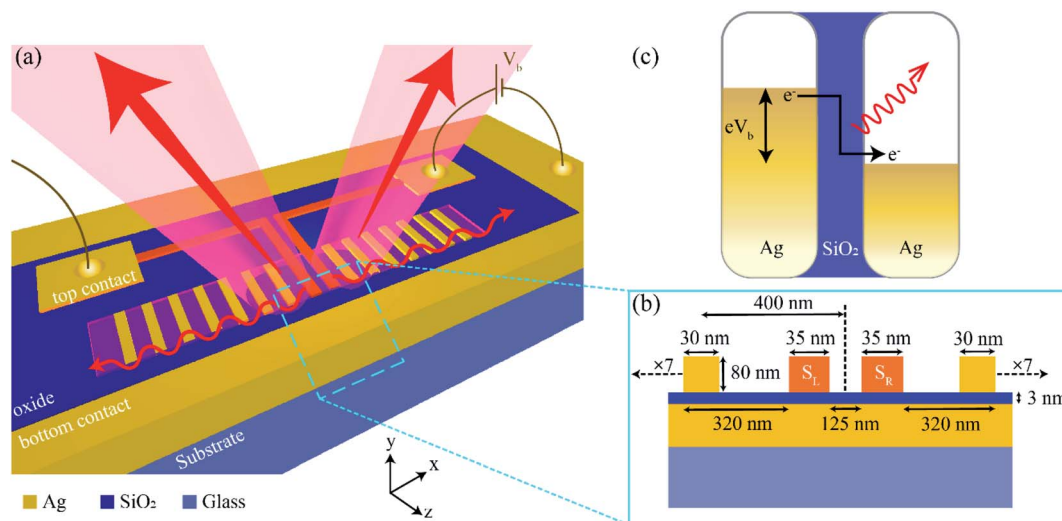 (a)
V_b
top contact
oxide
bottom contact
Substrate
y
x
z
Ag
SiO₂
Glass
(c)
e⁻
eV_b
e⁻
Ag
SiO₂
Ag
(b)
400 nm
30 nm
35 nm
35 nm
30 nm
×7
80 nm
S_L
S_R
×7
3 nm
320 nm
125 nm
320 nm